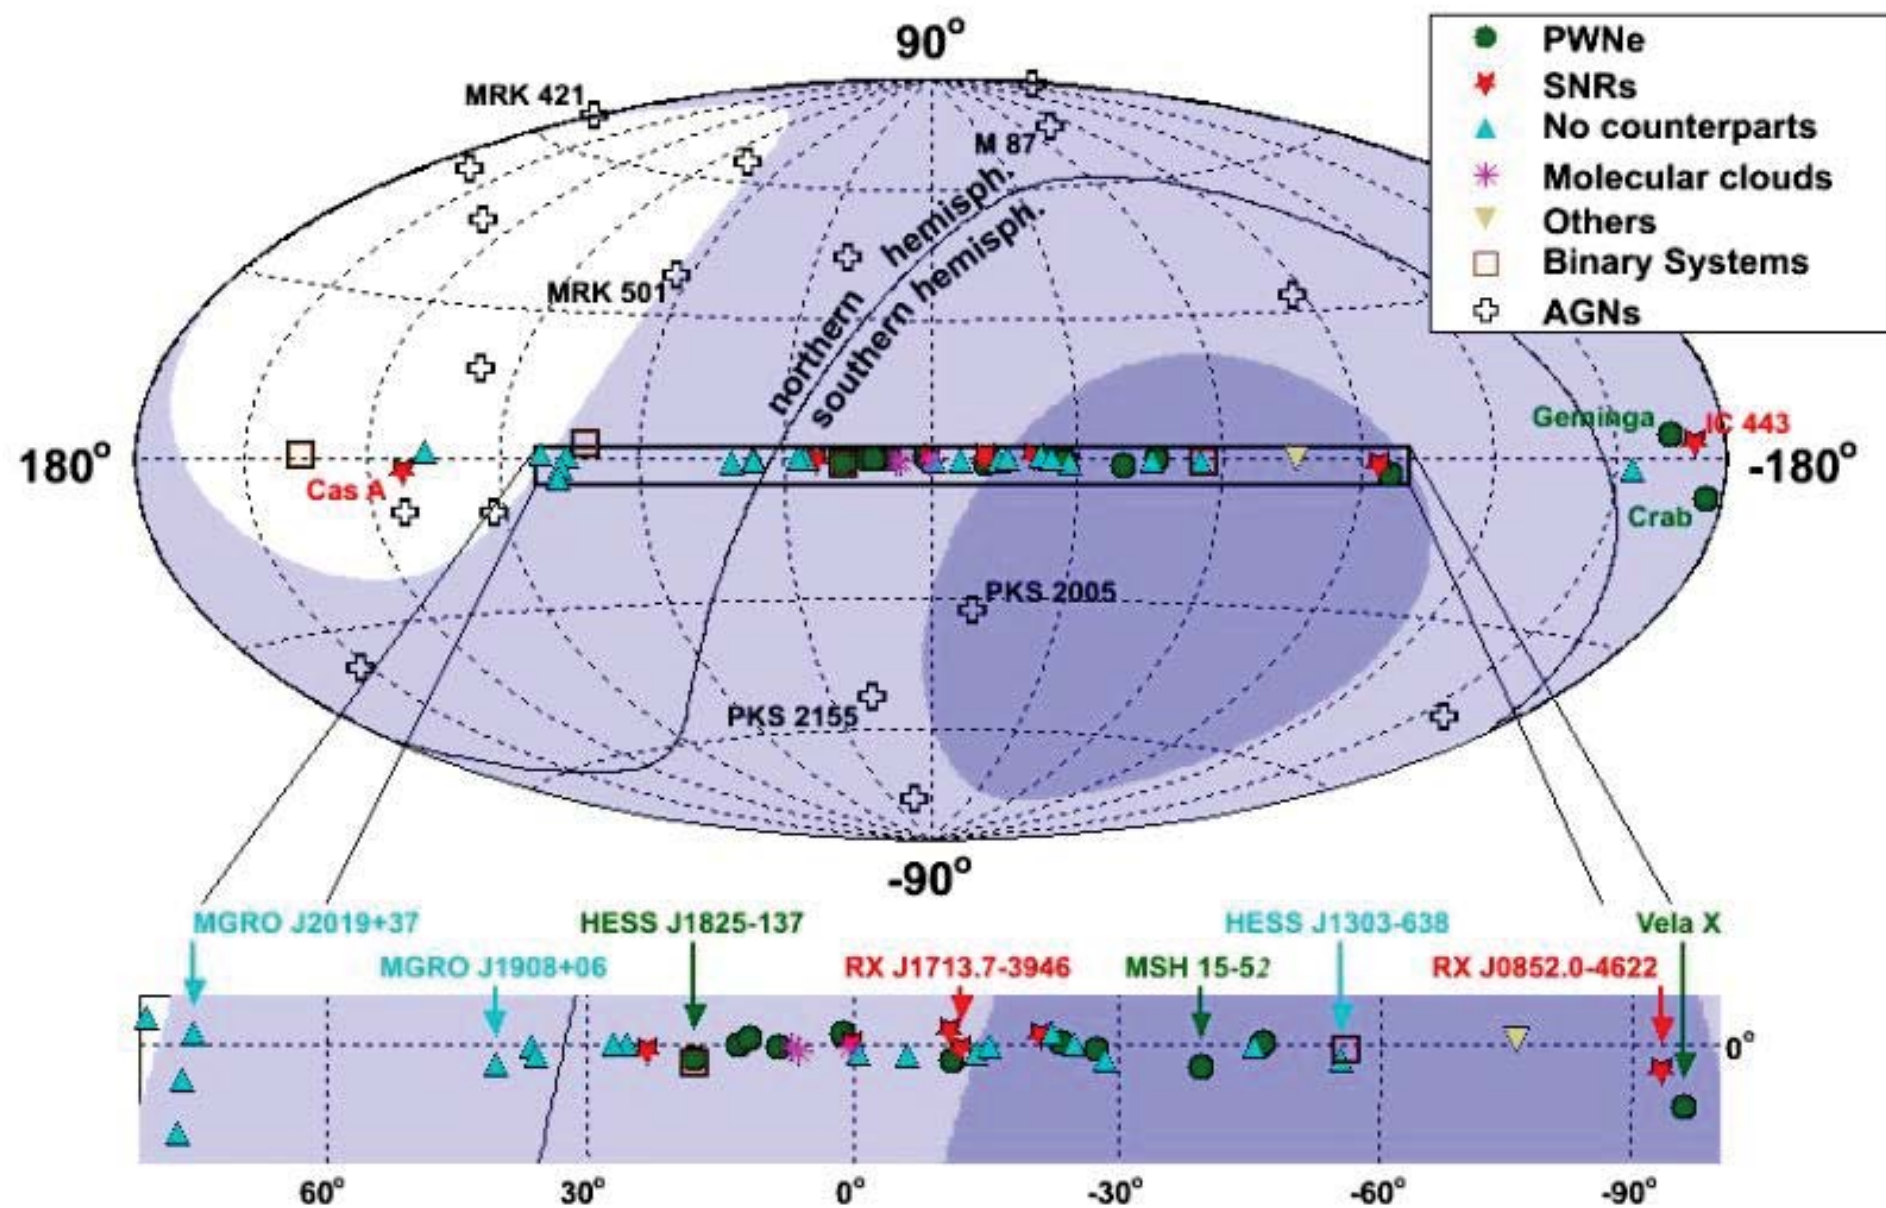 90°
PWNe
SNRs
No counterparts
Molecular clouds
Others
Binary Systems
AGNs
MRK 421
M 87
northern hemisph.
southern hemisph.
MRK 501
Geminga
IC 443
180°
-180°
Cas A
Crab
PKS 2005
PKS 2155
-90°
MGRO J2019+37
HESS J1825-137
HESS J1303-638
Vela X
MGRO J1908+06
RX J1713.7-3946
MSH 15-52
RX J0852.0-4622
0°
60°
30°
0°
-30°
-60°
-90°